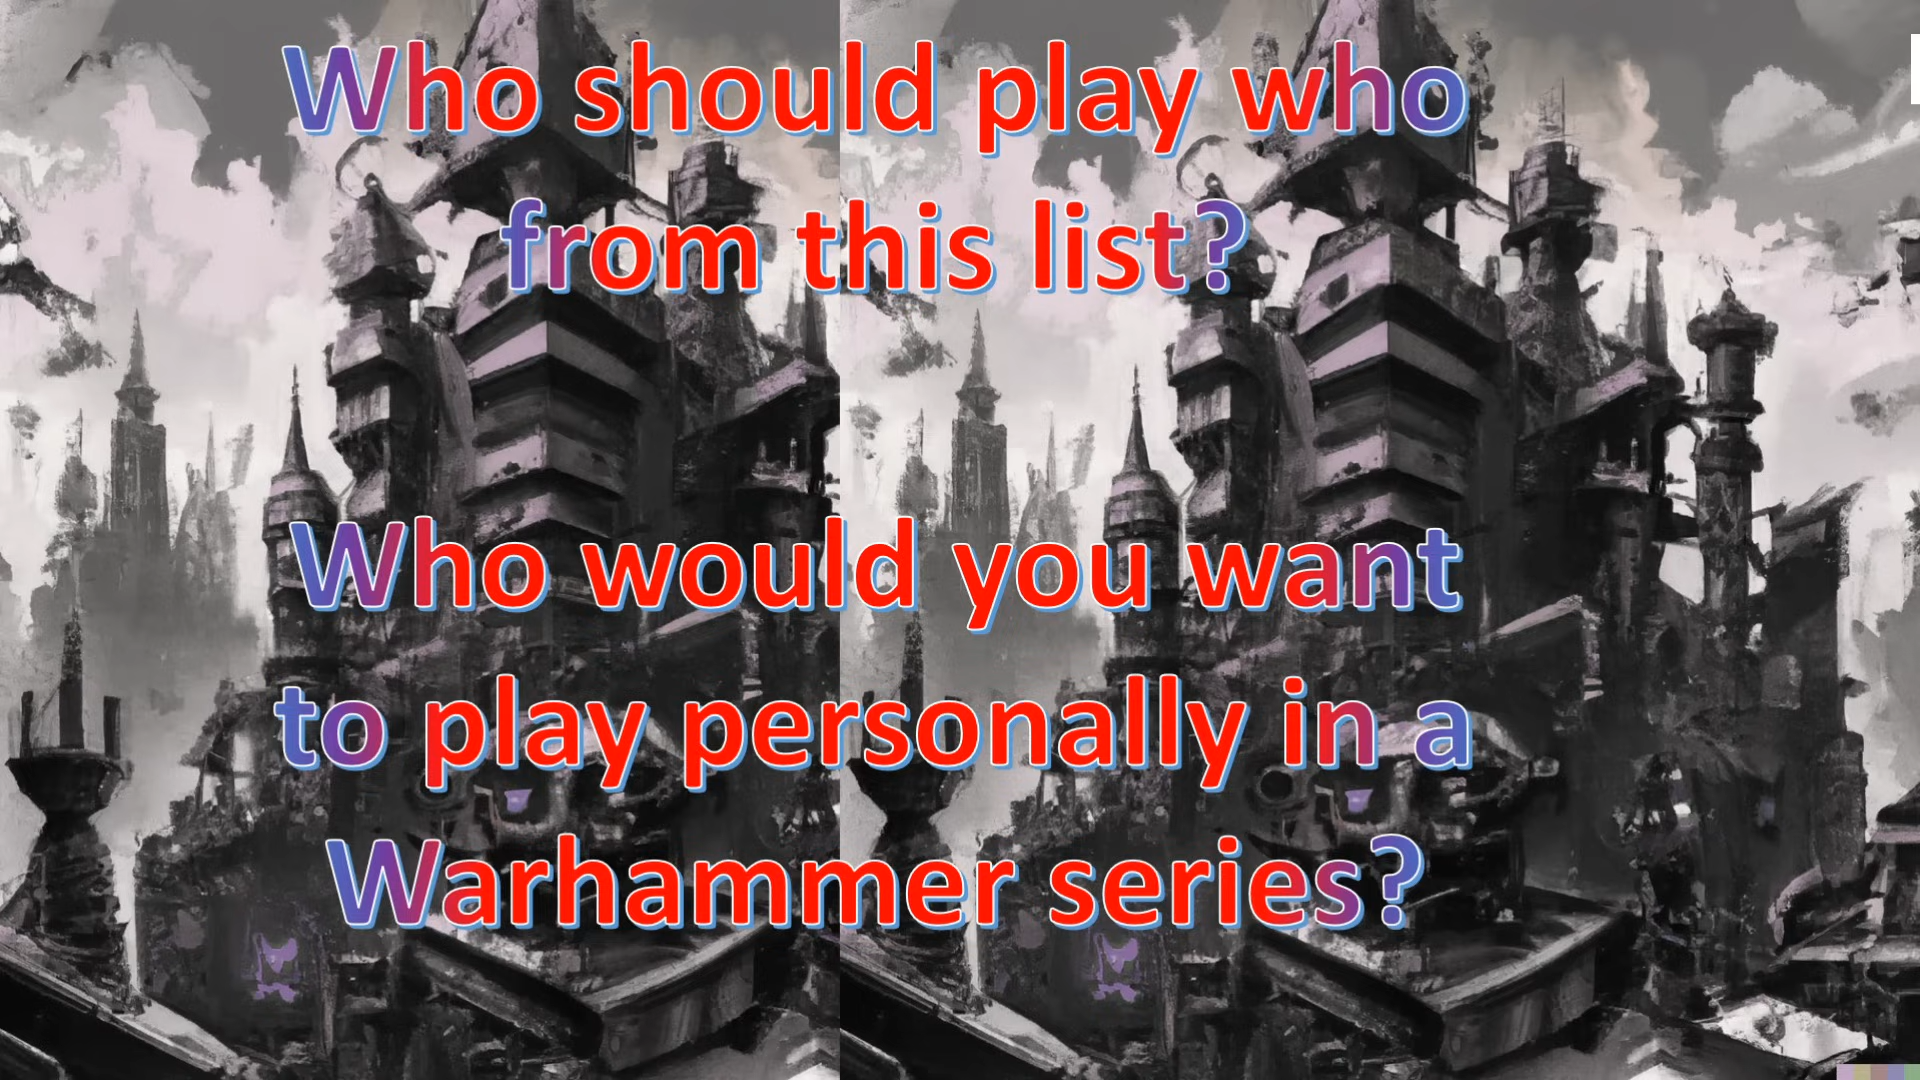 Who should play who
from this list?
Who would you want
to play personally in a
Warhammer series?